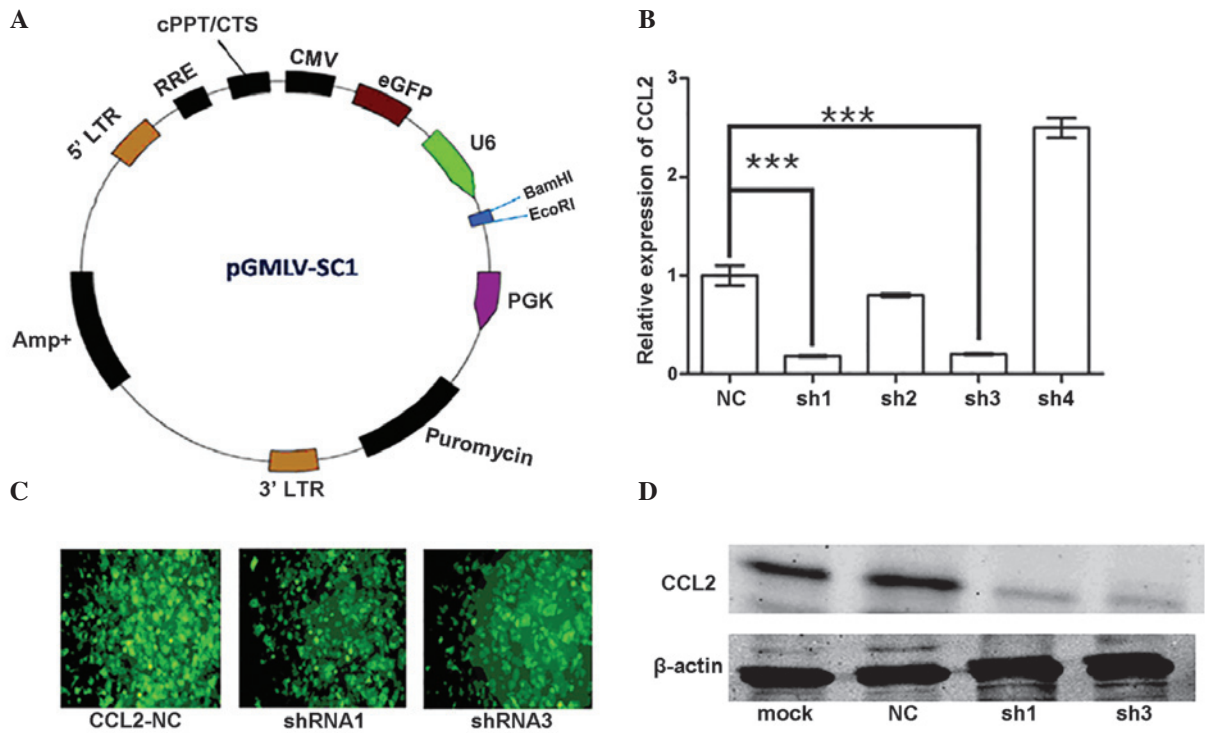 A
cPPT/CTS
CMV
RRE
eGFP
5' LTR
U6
BamHI
EcoRI
pGMLV-SC1
PGK
Amp+
Puromycin
3' LTR
B
Relative expression of CCL2
3
2
1
0
***
***
NC sh1 sh2 sh3 sh4
C
CCL2-NC shRNA1 shRNA3
D
CCL2
β-actin
mock NC sh1 sh3